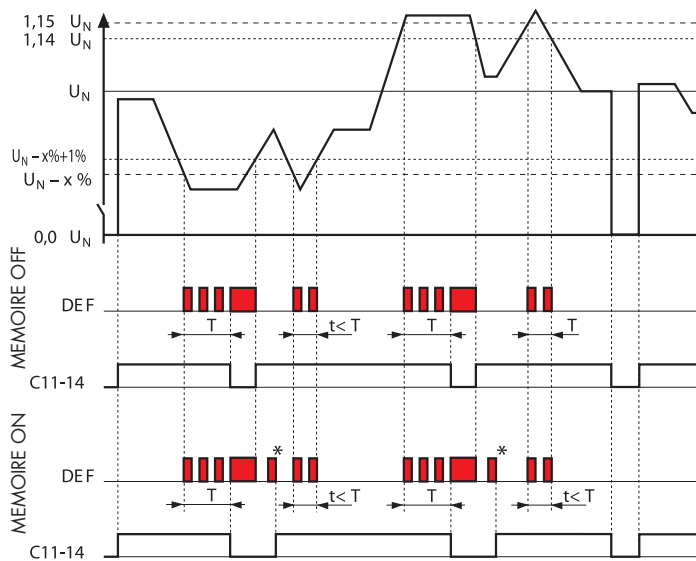 1,15 U_N
1,14 U_N
U_N
U_N – x%+1%
U_N – x %
0,0 U_N
MEMOIRE OFF
DEF
T
t< T
T
T
C11-14
MEMOIRE ON
*
*
DEF
T
t< T
T
t< T
C11-14